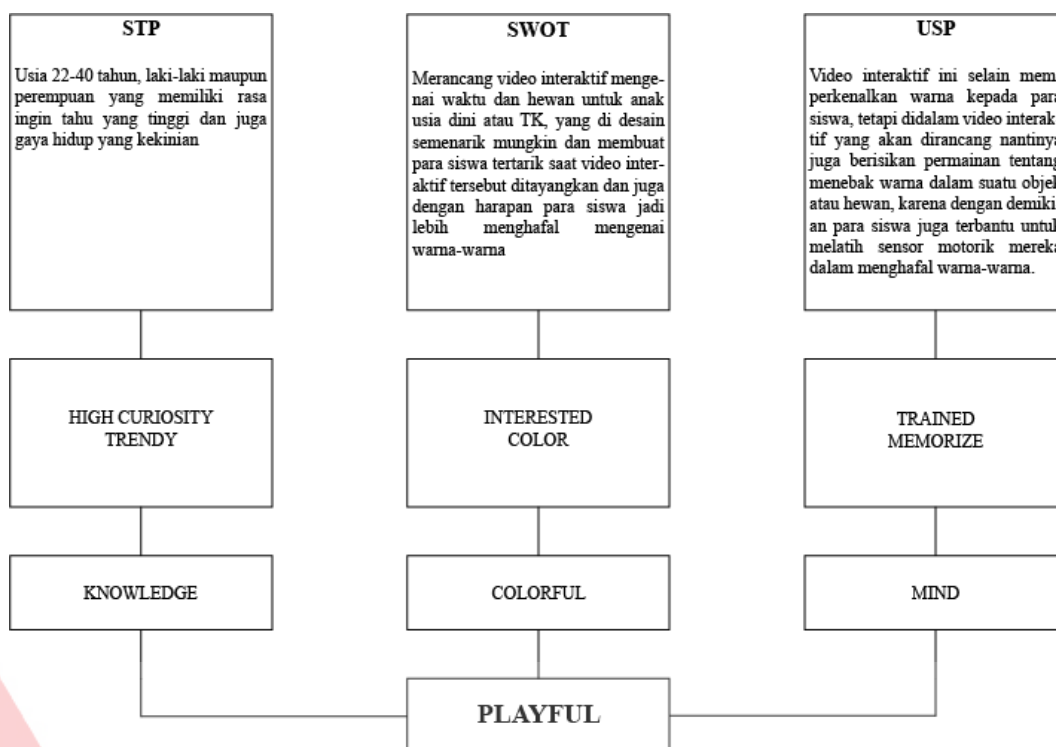 STP
Usia 22-40 tahun, laki-laki maupun
perempuan yang memiliki rasa
ingin tahu yang tinggi dan juga
gaya hidup yang kekinian
SWOT
Merancang video interaktif menge-
nai waktu dan hewan untuk anak
usia dini atau TK, yang di desain
semenarik mungkin dan membuat
para siswa tertarik saat video inter-
aktif tersebut ditayangkan dan juga
dengan harapan para siswa jadi
lebih menghafal mengenai
warna-warna
USP
Video interaktif ini selain mem
perkenalkan warna kepada para
siswa, tetapi didalam video interak
tif yang akan dirancang nantinya
juga berisikan permainan tentang
menebak warna dalam suatu objek
atau hewan, karena dengan demiki
an para siswa juga terbantu untuk
melatih sensor motorik mereka
dalam menghafal warna-warna.
HIGH CURIOSITY
TRENDY
INTERESTED
COLOR
TRAINED
MEMORIZE
KNOWLEDGE
COLORFUL
MIND
PLAYFUL